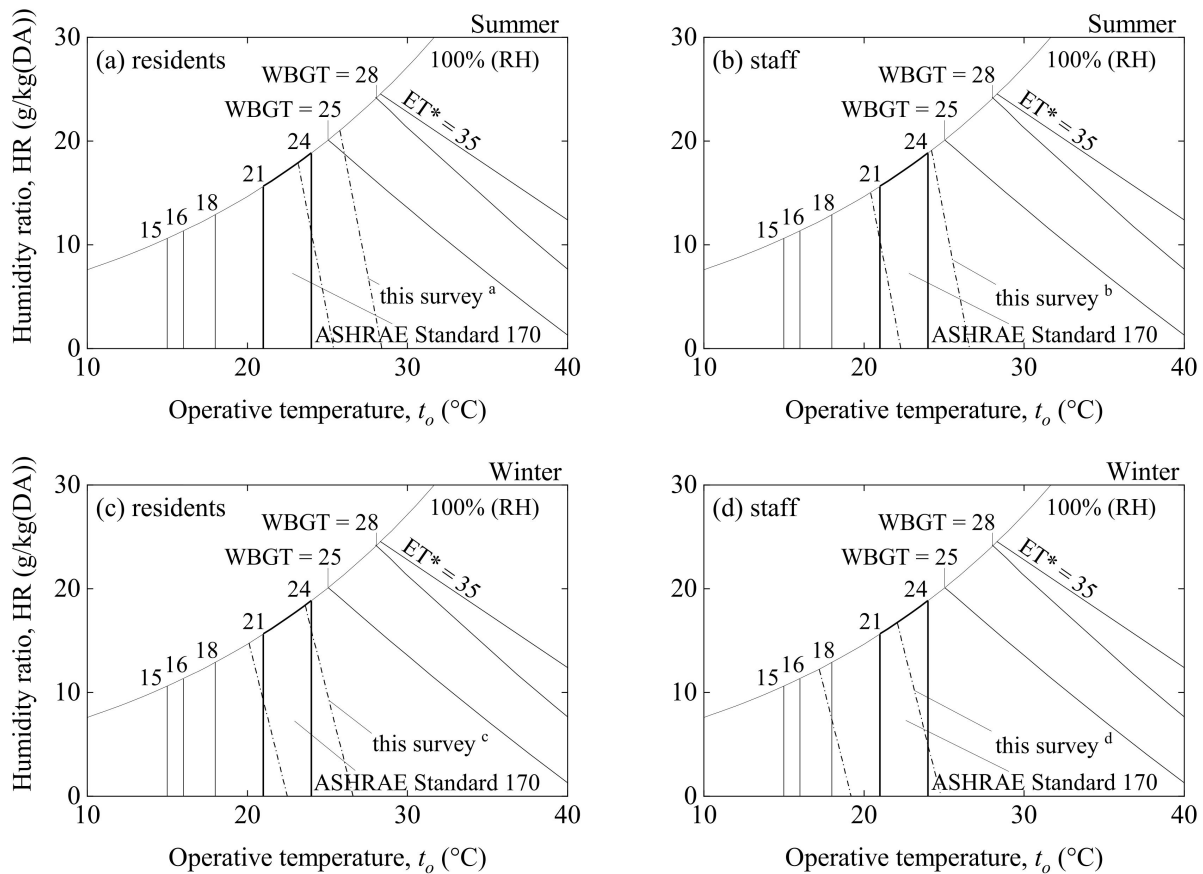 Summer
30
(a) residents
100% (RH)
WBGT = 28
WBGT = 25
ET* = 35
20
24
21
18
16
15
10
this survey a
ASHRAE Standard 170
0
10
20
30
40
Humidity ratio, HR (g/kg(DA))
Operative temperature, to (°C)
Summer
30
(b) staff
100% (RH)
WBGT = 28
WBGT = 25
ET* = 35
20
24
21
18
16
15
10
this survey b
ASHRAE Standard 170
0
10
20
30
40
Operative temperature, to (°C)
Winter
30
(c) residents
100% (RH)
WBGT = 28
WBGT = 25
ET* = 35
20
24
21
18
16
15
10
this survey c
ASHRAE Standard 170
0
10
20
30
40
Humidity ratio, HR (g/kg(DA))
Operative temperature, to (°C)
Winter
30
(d) staff
100% (RH)
WBGT = 28
WBGT = 25
ET* = 35
20
24
21
18
16
15
10
this survey d
ASHRAE Standard 170
0
10
20
30
40
Operative temperature, to (°C)